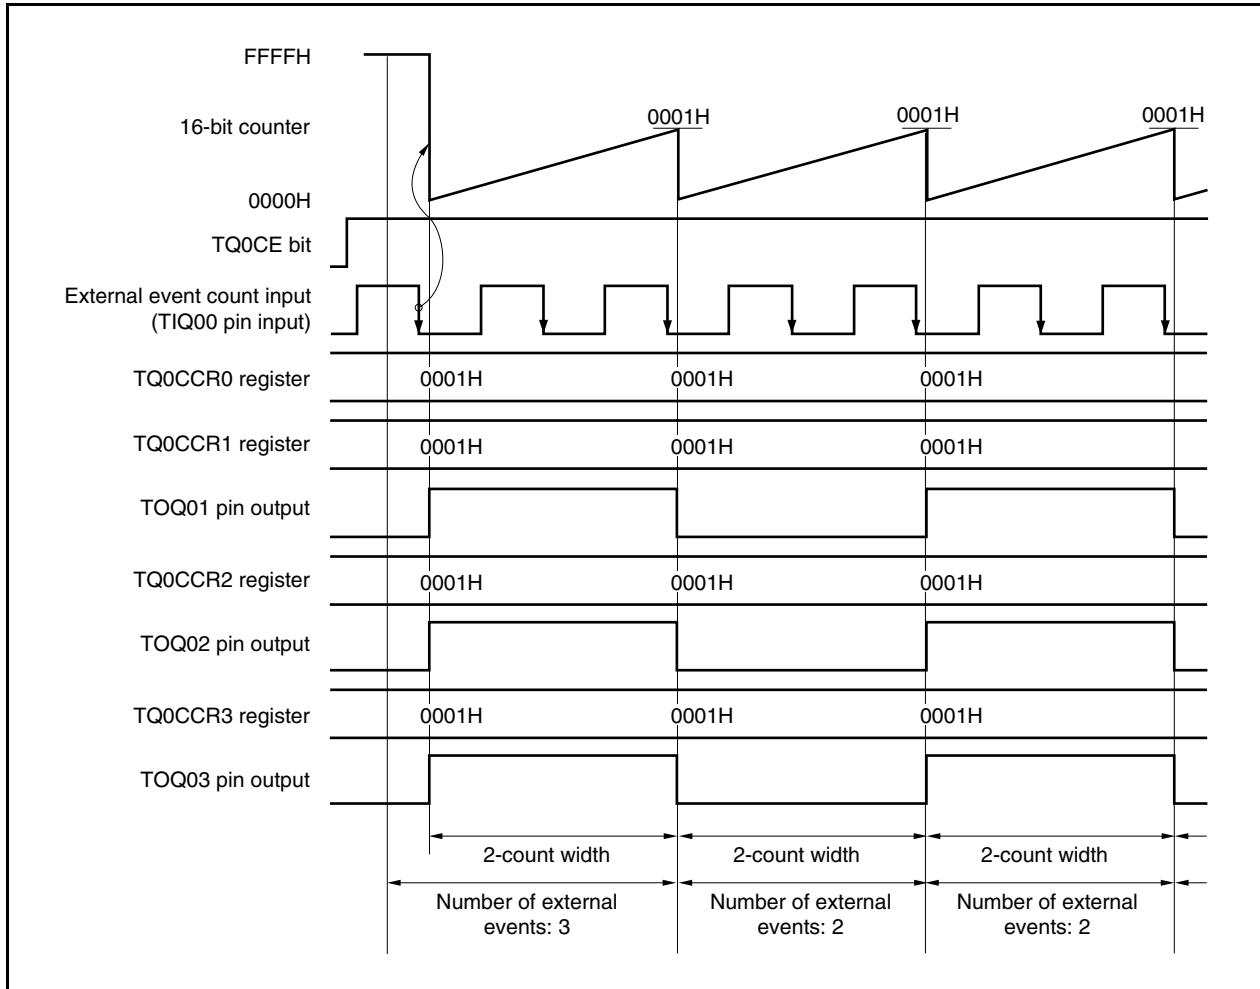 FFFFH
0001H 0001H 0001H
16-bit counter
0000H
TQ0CE bit
External event count input
(TIQ00 pin input)
TQ0CCR0 register 0001H 0001H 0001H
TQ0CCR1 register 0001H 0001H 0001H
TOQ01 pin output
TQ0CCR2 register 0001H 0001H 0001H
TOQ02 pin output
TQ0CCR3 register 0001H 0001H 0001H
TOQ03 pin output
2-count width 2-count width 2-count width
Number of external Number of external Number of external
events: 3 events: 2 events: 2